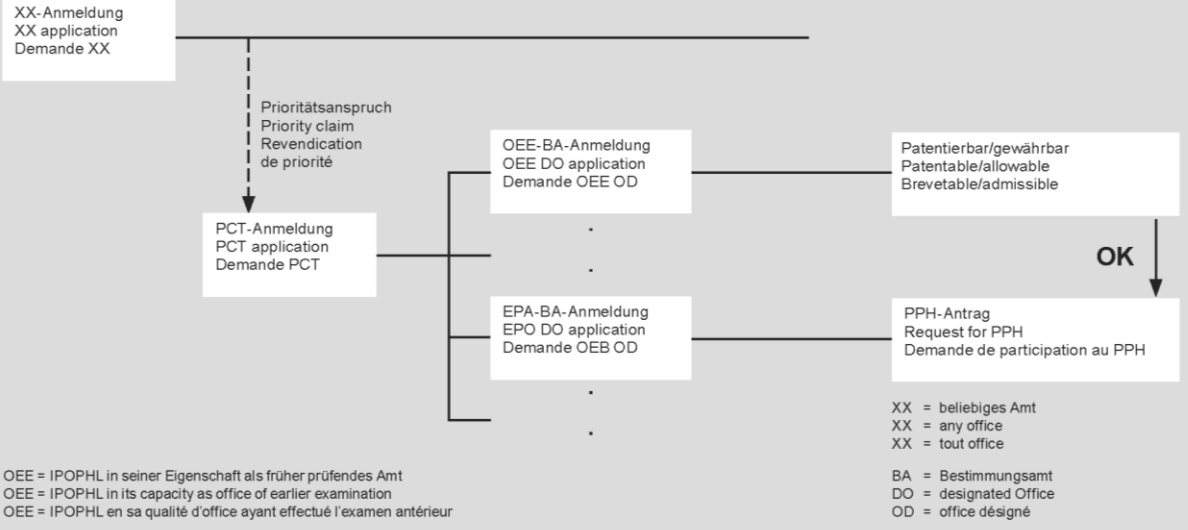 XX-Anmeldung
XX application
Demande XX
Prioritätsanspruch
Priority claim
Revendication
de priorité
PCT-Anmeldung
PCT application
Demande PCT
OEE-BA-Anmeldung
OEE DO application
Demande OEE OD
Patentierbar/gewährbar
Patentable/allowable
Brevetable/admissible
OK
EPA-BA-Anmeldung
EPO DO application
Demande OEB OD
PPH-Antrag
Request for PPH
Demande de participation au PPH
XX = beliebiges Amt
XX = any office
XX = tout office
BA = Bestimmungsamt
DO = designated Office
OD = office désigné
OEE = IPOPHL in seiner Eigenschaft als früher prüfendes Amt
OEE = IPOPHL in its capacity as office of earlier examination
OEE = IPOPHL en sa qualité d'office ayant effectué l'examen antérieur